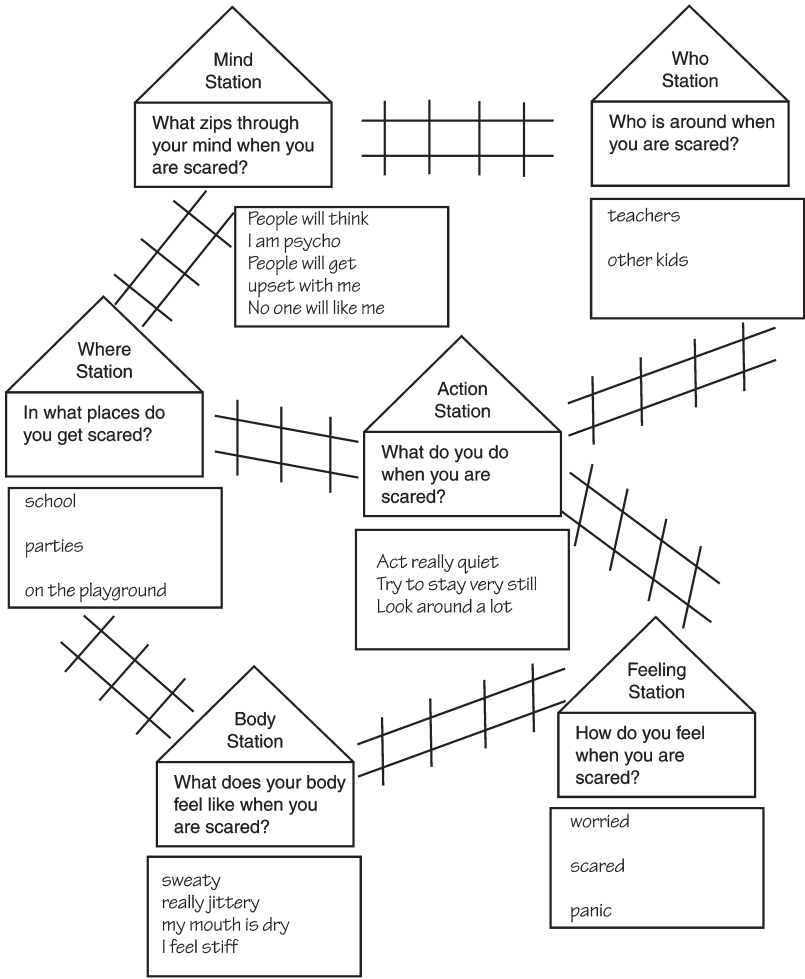 Mind
Station
What zips through
your mind when you
are scared?
People will think
I am psycho
People will get
upset with me
No one will like me
Who
Station
Who is around when
you are scared?
teachers
other kids
Where
Station
In what places do
you get scared?
school
parties
on the playground
Action
Station
What do you do
when you are
scared?
Act really quiet
Try to stay very still
Look around a lot
Body
Station
What does your body
feel like when you
are scared?
sweaty
really jittery
my mouth is dry
I feel stiff
Feeling
Station
How do you feel
when you are
scared?
worried
scared
panic